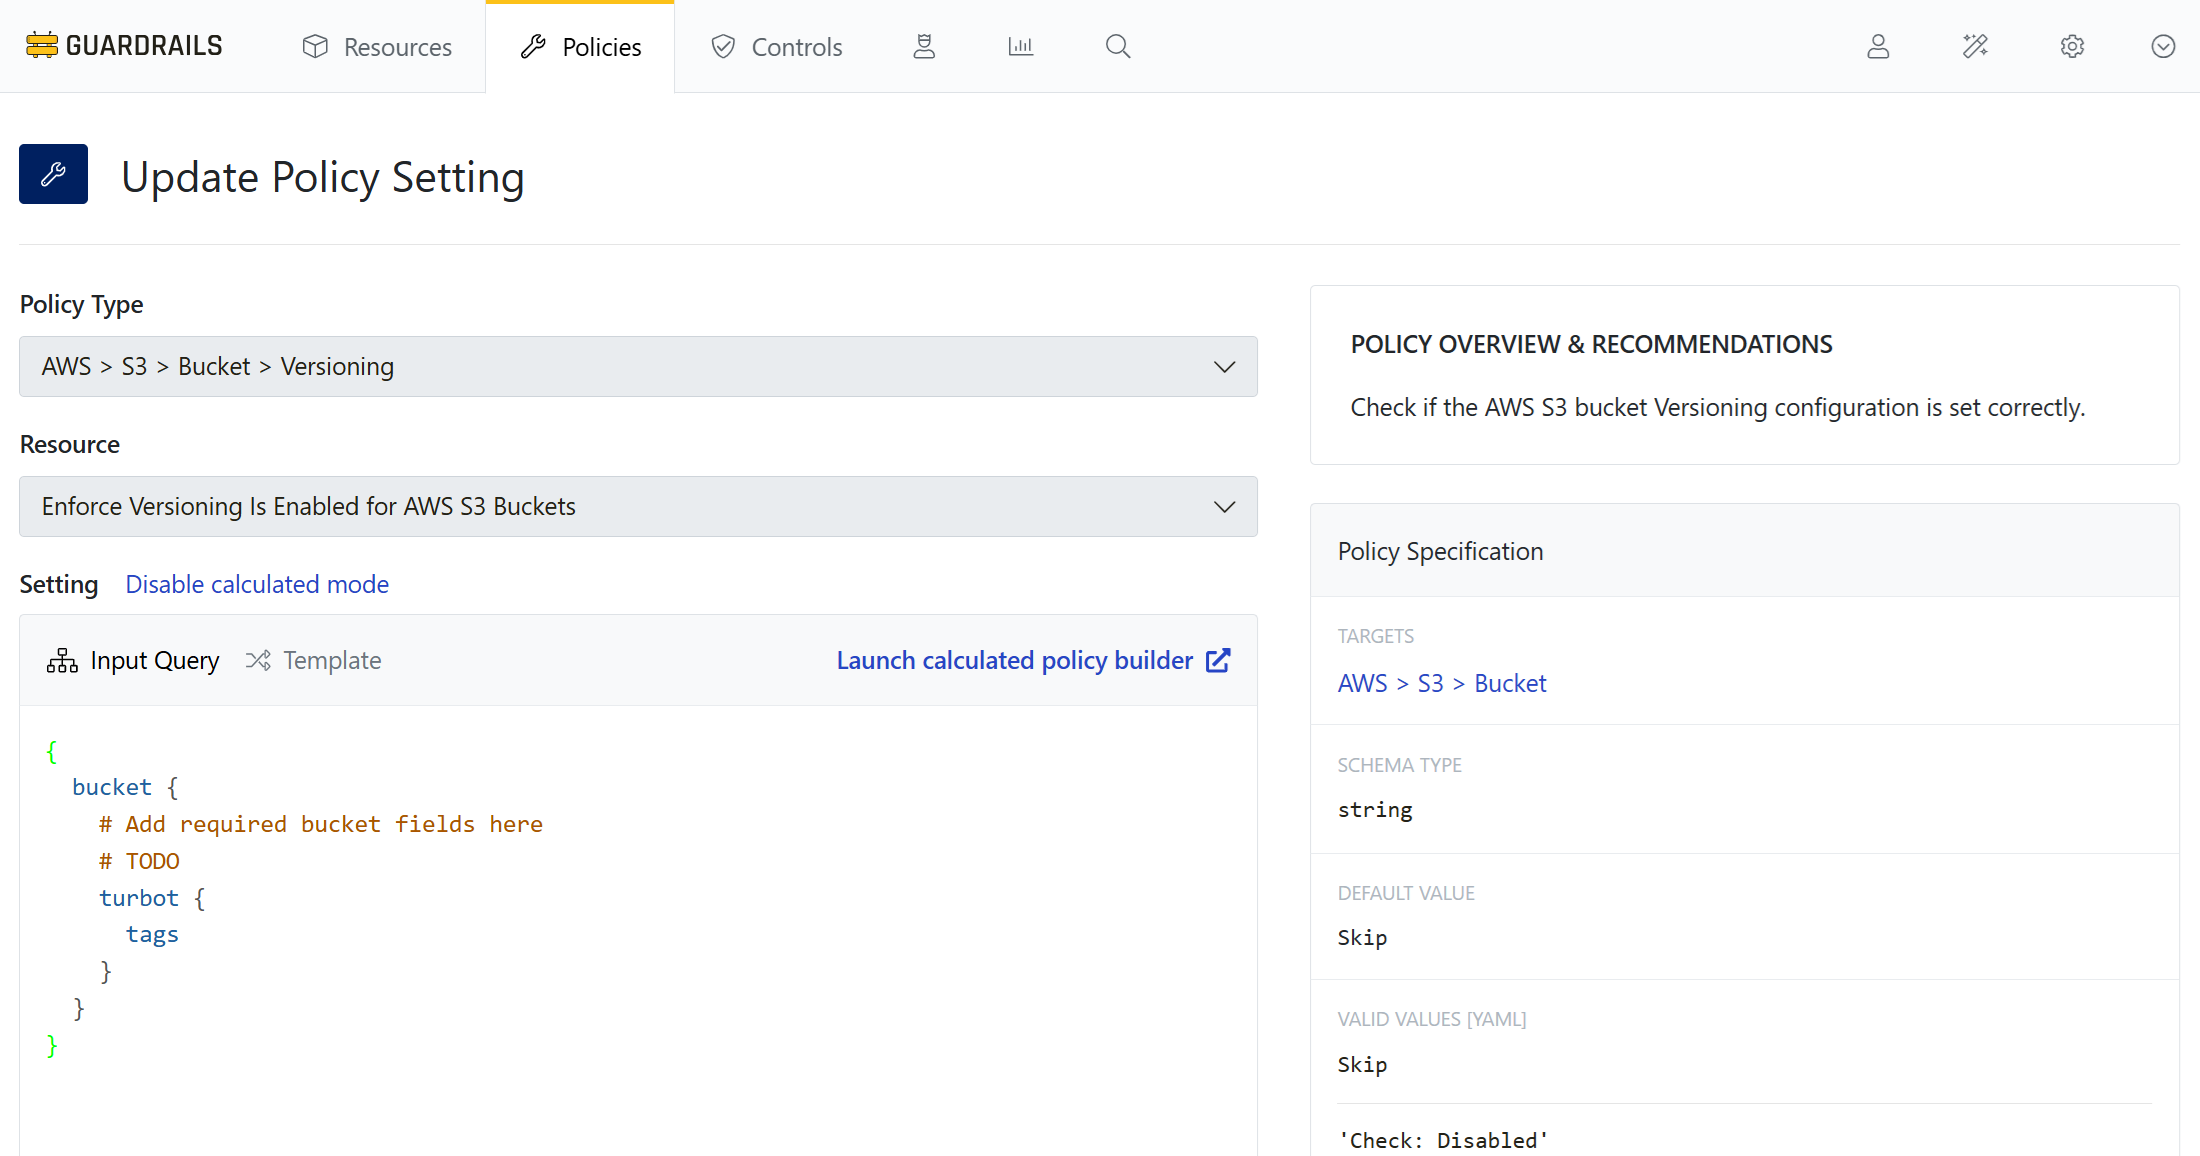 GUARDRAILS
Resources
Policies
Controls
Update Policy Setting
Policy Type
AWS > S3 > Bucket > Versioning
Resource
Enforce Versioning Is Enabled for AWS S3 Buckets
Setting Disable calculated mode
Input Query Template Launch calculated policy builder
{
  bucket {
    # Add required bucket fields here
    # TODO
    turbot {
      tags
    }
  }
}
POLICY OVERVIEW & RECOMMENDATIONS
Check if the AWS S3 bucket Versioning configuration is set correctly.
Policy Specification
TARGETS
AWS > S3 > Bucket
SCHEMA TYPE
string
DEFAULT VALUE
Skip
VALID VALUES [YAML]
Skip
'Check: Disabled'